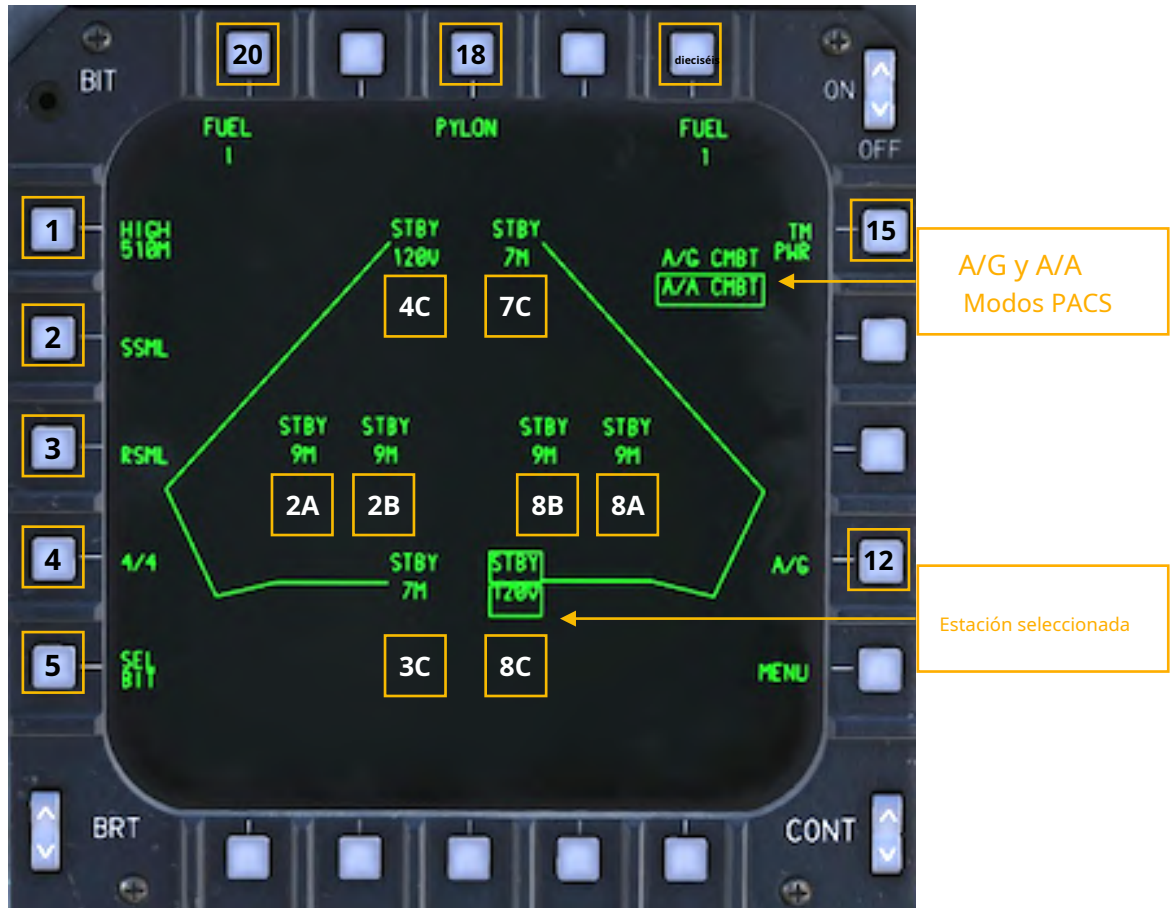 20
18
dieciséis
BIT
ON
OFF
FUEL
1
PYLON
FUEL
1
1
HIGH
510M
STBY
120V
STBY
7M
A/G CMBT
A/A CMBT
TM
PWR
15
4C
7C
A/G y A/A
Modos PACS
2
SSML
3
RSML
STBY
9M
STBY
9M
STBY
9M
STBY
9M
2A
2B
8B
8A
4
4/4
STBY
7M
STBY
120V
A/G
12
Estación seleccionada
5
SEL
BIT
3C
8C
MENU
BRT
CONT